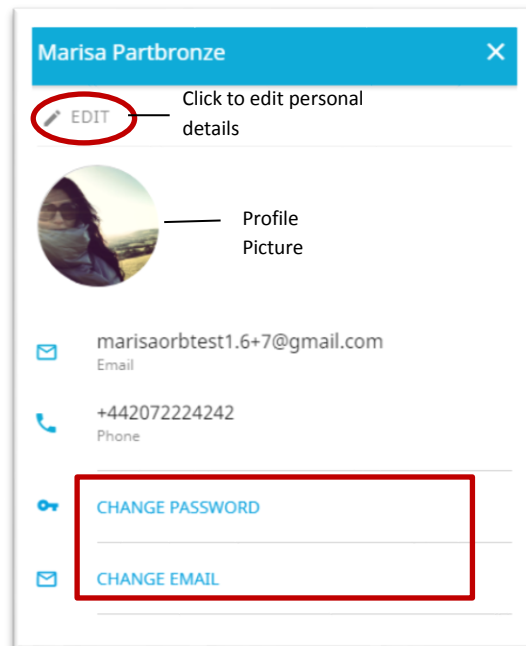 Marisa Partbronze
EDIT
Click to edit personal
details
Profile
Picture
marisaorbtest1.6+7@gmail.com
Email
+442072224242
Phone
CHANGE PASSWORD
CHANGE EMAIL